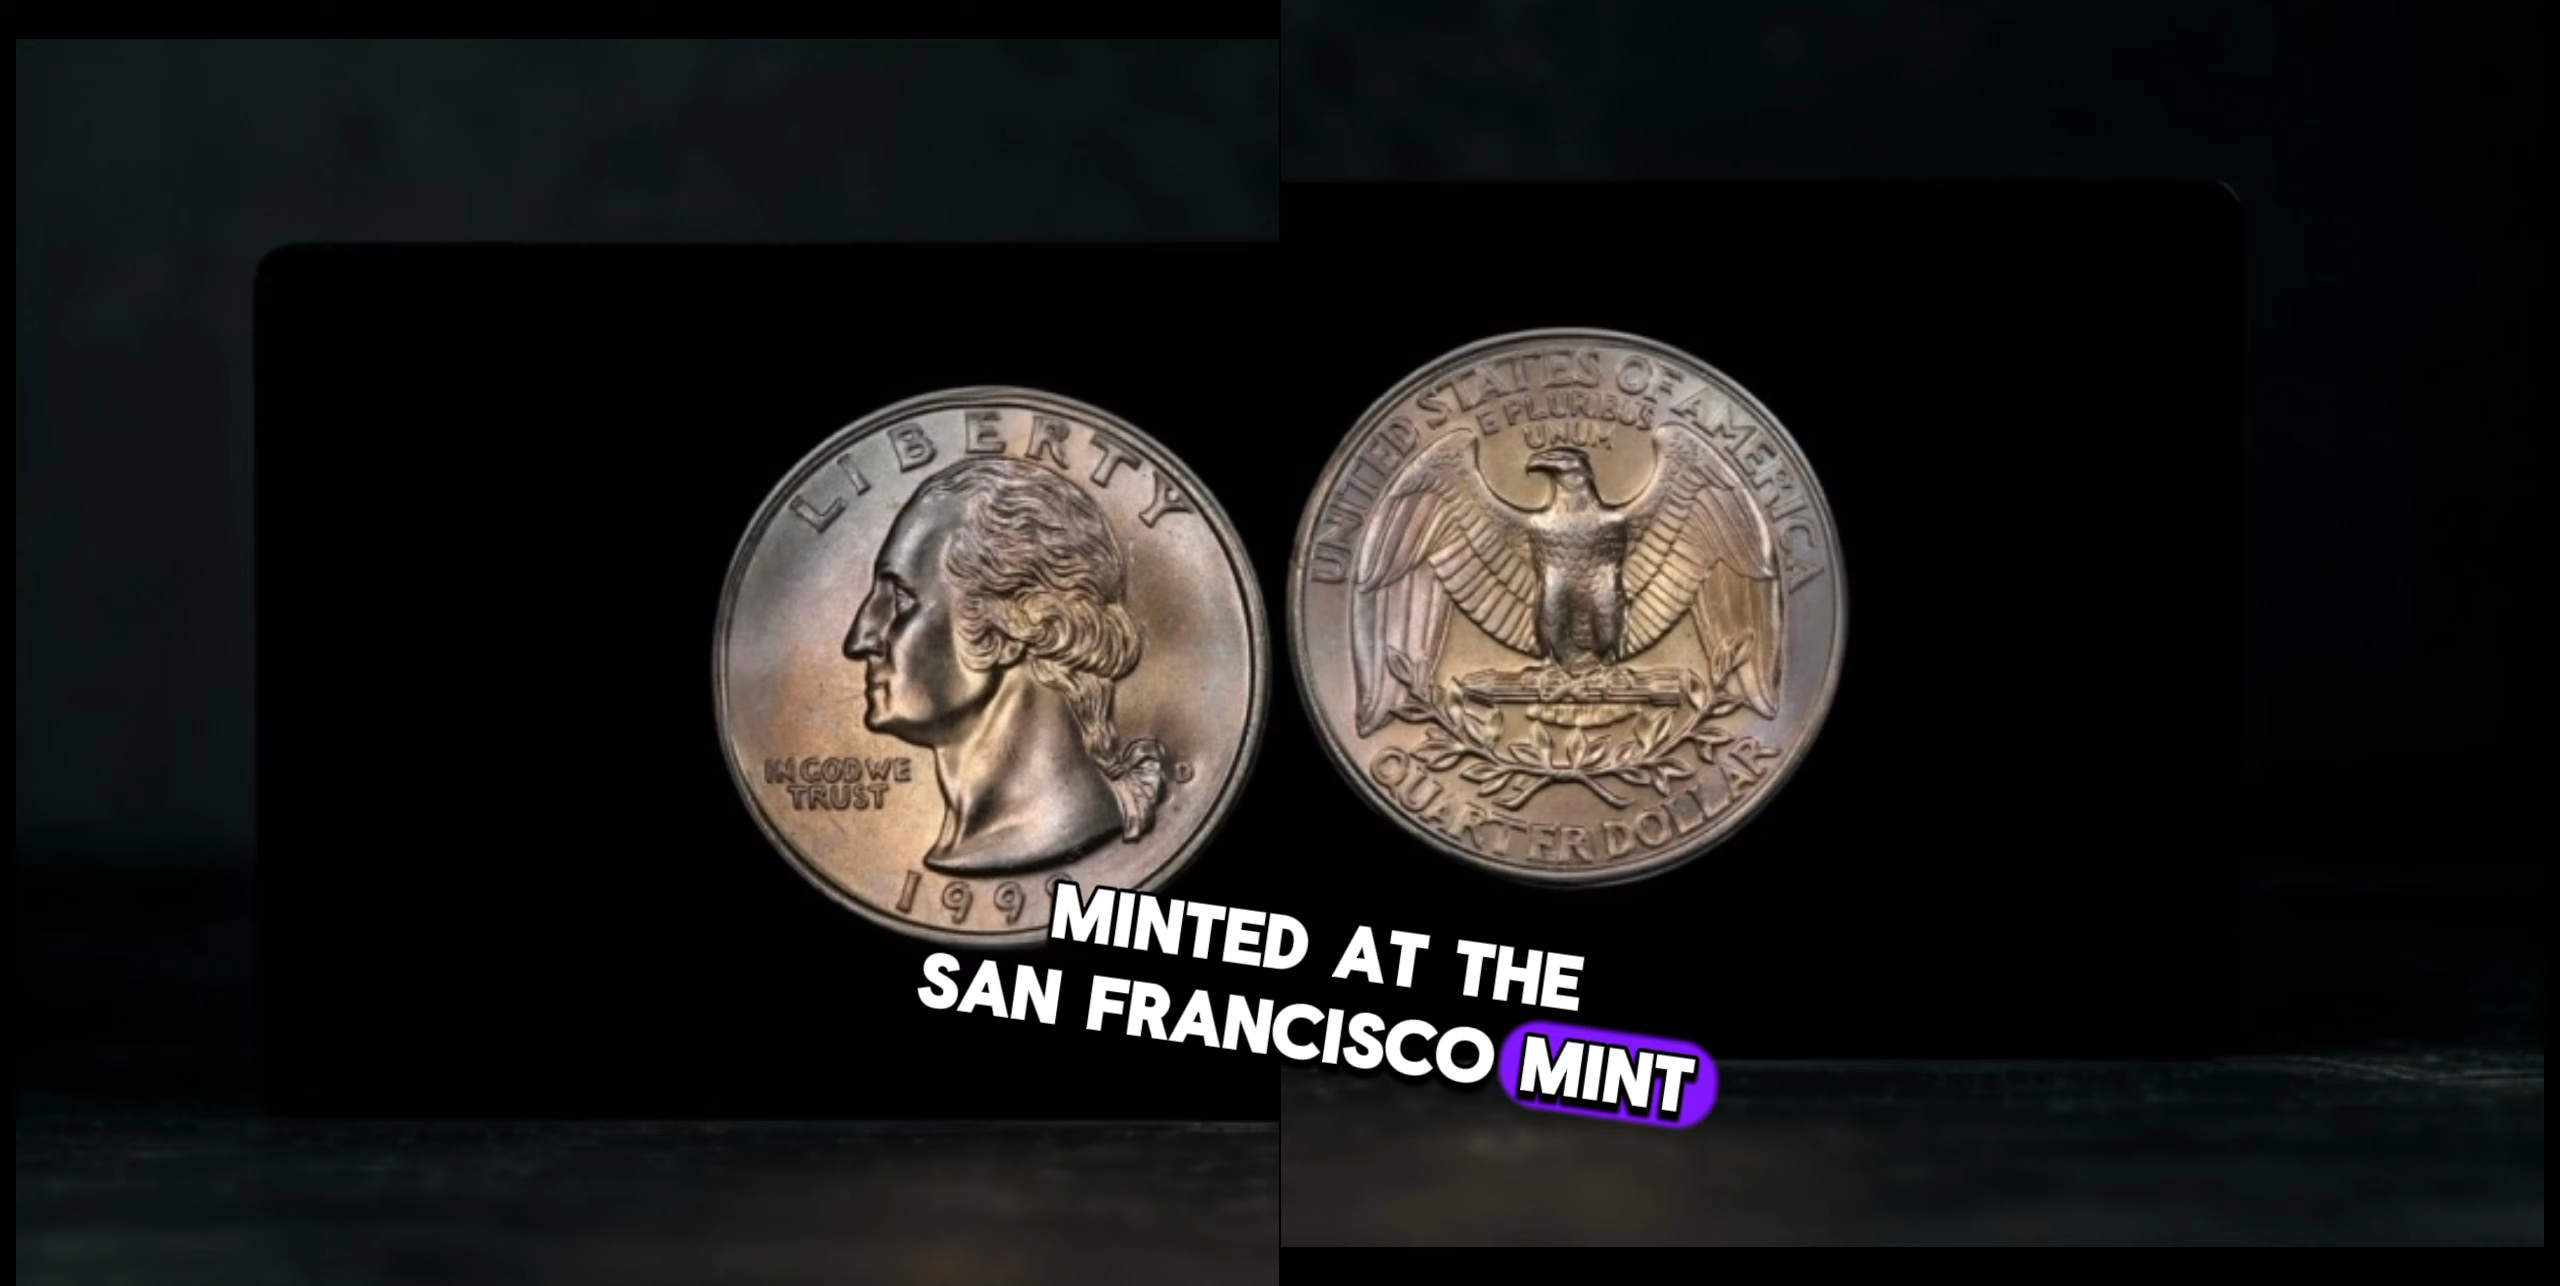 LIBERTY
IN GOD WE
TRUST
D
UNITED STATES OF AMERICA
E PLURIBUS
UNUM
QUARTER DOLLAR
MINTED AT THE
SAN FRANCISCO MINT